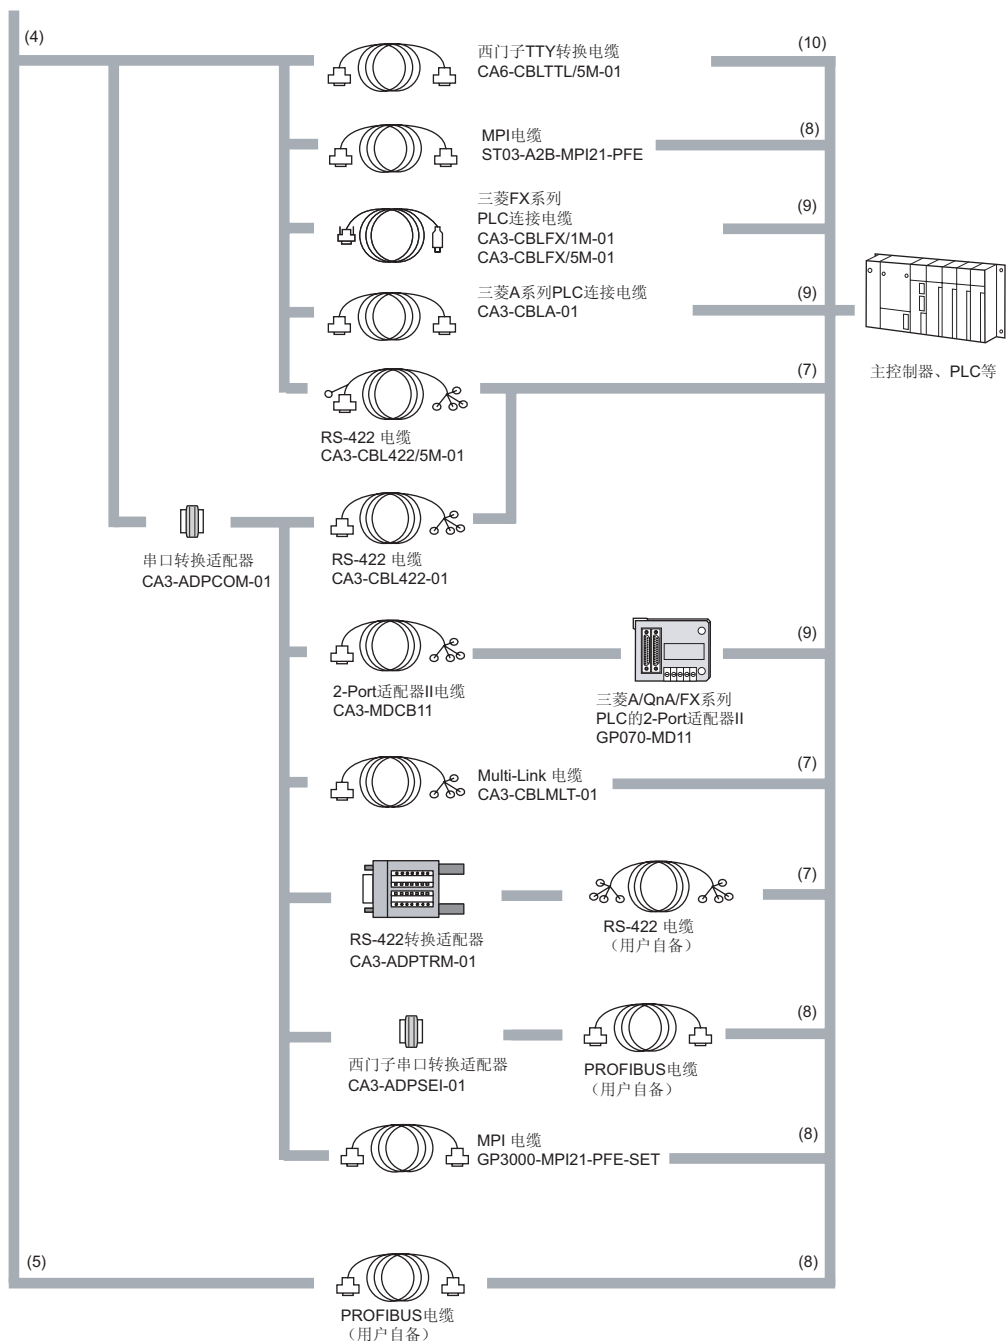 (4)
西门子TTY转换电缆
CA6-CBLTTL/5M-01
(10)
MPI电缆
ST03-A2B-MPI21-PFE
(8)
三菱FX系列
PLC连接电缆
CA3-CBLFX/1M-01
CA3-CBLFX/5M-01
(9)
三菱A系列PLC连接电缆
CA3-CBLA-01
(9)
主控制器、PLC等
(7)
RS-422 电缆
CA3-CBL422/5M-01
串口转换适配器
CA3-ADPCOM-01
RS-422 电缆
CA3-CBL422-01
2-Port适配器II电缆
CA3-MDCB11
三菱A/QnA/FX系列
PLC的2-Port适配器II
GP070-MD11
(9)
Multi-Link 电缆
CA3-CBLMLT-01
(7)
RS-422转换适配器
CA3-ADPTRM-01
RS-422 电缆
（用户自备）
(7)
西门子串口转换适配器
CA3-ADPSEI-01
PROFIBUS电缆
（用户自备）
(8)
MPI 电缆
GP3000-MPI21-PFE-SET
(8)
(5)
PROFIBUS电缆
（用户自备）
(8)